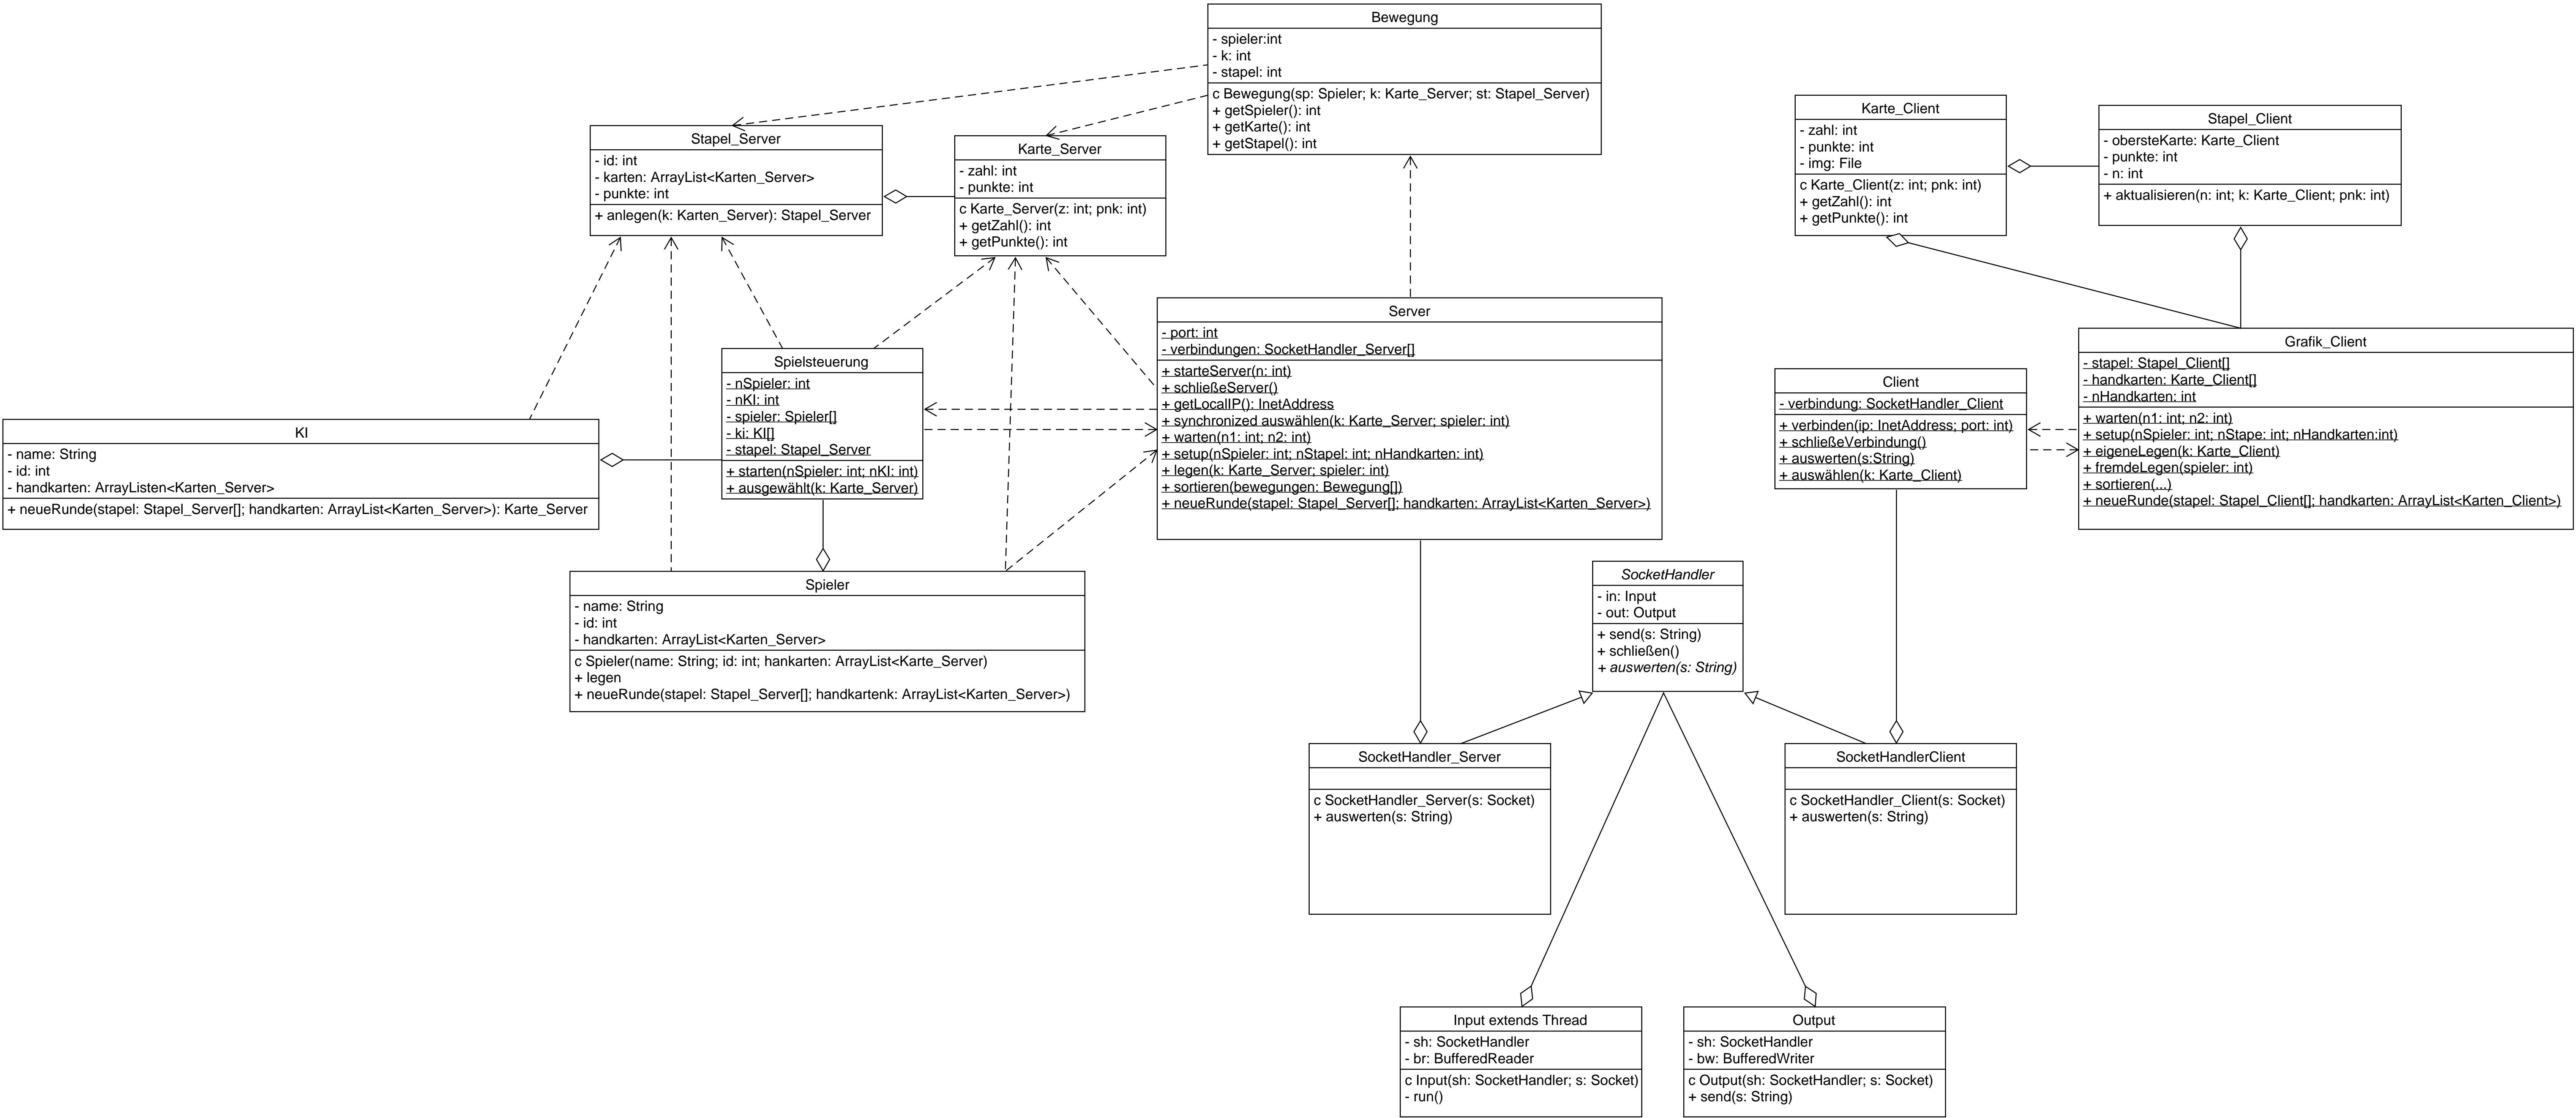 Bewegung
- spieler:int
- k: int
- stapel: int
c Bewegung(sp: Spieler; k: Karte_Server; st: Stapel_Server)
+ getSpieler(): int
+ getKarte(): int
+ getStapel(): int
Stapel_Server
- id: int
- karten: ArrayList<Karten_Server>
- punkte: int
+ anlegen(k: Karten_Server): Stapel_Server
Karte_Server
- zahl: int
- punkte: int
c Karte_Server(z: int; pnk: int)
+ getZahl(): int
+ getPunkte(): int
Karte_Client
- zahl: int
- punkte: int
- img: File
c Karte_Client(z: int; pnk: int)
+ getZahl(): int
+ getPunkte(): int
Stapel_Client
- obersteKarte: Karte_Client
- punkte: int
- n: int
+ aktualisieren(n: int; k: Karte_Client; pnk: int)
KI
- name: String
- id: int
- handkarten: ArrayListen<Karten_Server>
+ neueRunde(stapel: Stapel_Server[]; handkarten: ArrayList<Karten_Server>): Karte_Server
Spielsteuerung
- nSpieler: int
- nKI: int
- spieler: Spieler[]
- ki: KI[]
- stapel: Stapel_Server
+ starten(nSpieler: int; nKI: int)
+ ausgewählt(k: Karte_Server)
Server
- port: int
- verbindungen: SocketHandler_Server[]
+ starteServer(n: int)
+ schließeServer()
+ getLocalIP(): InetAddress
+ synchronized auswählen(k: Karte_Server; spieler: int)
+ warten(n1: int; n2: int)
+ setup(nSpieler: int; nStapel: int; nHandkarten: int)
+ legen(k: Karte_Server; spieler: int)
+ sortieren(bewegungen: Bewegung[])
+ neueRunde(stapel: Stapel_Server[]; handkarten: ArrayList<Karten_Server>)
Client
- verbindung: SocketHandler_Client
+ verbinden(ip: InetAddress; port: int)
+ schließeVerbindung()
+ auswerten(s:String)
+ auswählen(k: Karte_Client)
Grafik_Client
- stapel: Stapel_Client[]
- handkarten: Karte_Client[]
- nHandkarten: int
+ warten(n1: int; n2: int)
+ setup(nSpieler: int; nStape: int; nHandkarten:int)
+ eigeneLegen(k: Karte_Client)
+ fremdeLegen(spieler: int)
+ sortieren(...)
+ neueRunde(stapel: Stapel_Client[]; handkarten: ArrayList<Karten_Client>)
Spieler
- name: String
- id: int
- handkarten: ArrayList<Karten_Server>
c Spieler(name: String; id: int; hankarten: ArrayList<Karte_Server)
+ legen
+ neueRunde(stapel: Stapel_Server[]; handkartenk: ArrayList<Karten_Server>)
SocketHandler
- in: Input
- out: Output
+ send(s: String)
+ schließen()
+ auswerten(s: String)
SocketHandler_Server
c SocketHandler_Server(s: Socket)
+ auswerten(s: String)
SocketHandlerClient
c SocketHandler_Client(s: Socket)
+ auswerten(s: String)
Input extends Thread
- sh: SocketHandler
- br: BufferedReader
c Input(sh: SocketHandler; s: Socket)
- run()
Output
- sh: SocketHandler
- bw: BufferedWriter
c Output(sh: SocketHandler; s: Socket)
+ send(s: String)